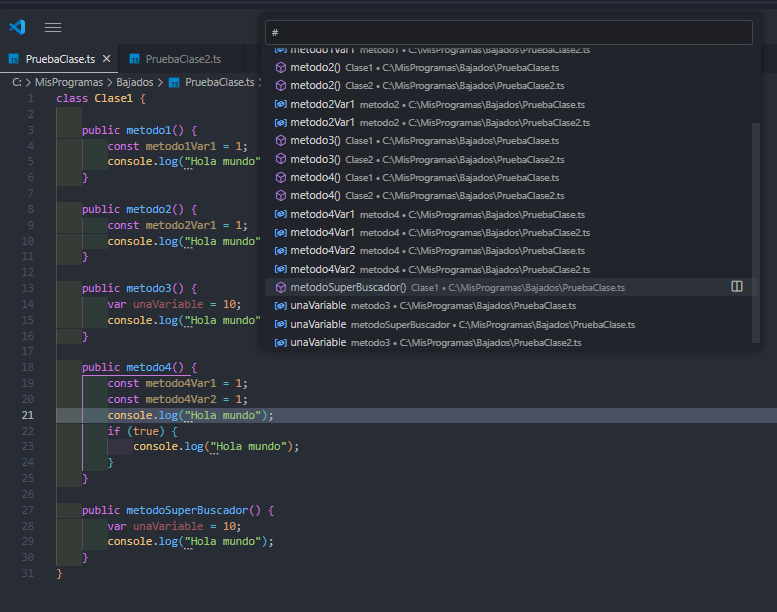 #
PruebaClase.ts
PruebaClase2.ts
C: > MisProgramas > Bajados > PruebaClase.ts >
metodo1Var1 metodo1 • C:\MisProgramas\Bajados\PruebaClase2.ts
metodo2() Clase1 • C:\MisProgramas\Bajados\PruebaClase.ts
metodo2() Clase2 • C:\MisProgramas\Bajados\PruebaClase2.ts
metodo2Var1 metodo2 • C:\MisProgramas\Bajados\PruebaClase.ts
metodo2Var1 metodo2 • C:\MisProgramas\Bajados\PruebaClase2.ts
metodo3() Clase1 • C:\MisProgramas\Bajados\PruebaClase.ts
metodo3() Clase2 • C:\MisProgramas\Bajados\PruebaClase2.ts
metodo4() Clase1 • C:\MisProgramas\Bajados\PruebaClase.ts
metodo4() Clase2 • C:\MisProgramas\Bajados\PruebaClase2.ts
metodo4Var1 metodo4 • C:\MisProgramas\Bajados\PruebaClase.ts
metodo4Var1 metodo4 • C:\MisProgramas\Bajados\PruebaClase2.ts
metodo4Var2 metodo4 • C:\MisProgramas\Bajados\PruebaClase.ts
metodo4Var2 metodo4 • C:\MisProgramas\Bajados\PruebaClase2.ts
metodoSuperBuscador() Clase1 • C:\MisProgramas\Bajados\PruebaClase.ts
unaVariable metodo3 • C:\MisProgramas\Bajados\PruebaClase.ts
unaVariable metodoSuperBuscador • C:\MisProgramas\Bajados\PruebaClase.ts
unaVariable metodo3 • C:\MisProgramas\Bajados\PruebaClase2.ts
1 class Clase1 {
2
3 public metodo1() {
4 const metodo1Var1 = 1;
5 console.log("Hola mundo"
6 }
7
8 public metodo2() {
9 const metodo2Var1 = 1;
10 console.log("Hola mundo"
11 }
12
13 public metodo3() {
14 var unaVariable = 10;
15 console.log("Hola mundo"
16 }
17
18 public metodo4() {
19 const metodo4Var1 = 1;
20 const metodo4Var2 = 1;
21 console.log("Hola mundo");
22 if (true) {
23 console.log("Hola mundo");
24 }
25 }
26
27 public metodoSuperBuscador() {
28 var unaVariable = 10;
29 console.log("Hola mundo");
30 }
31 }